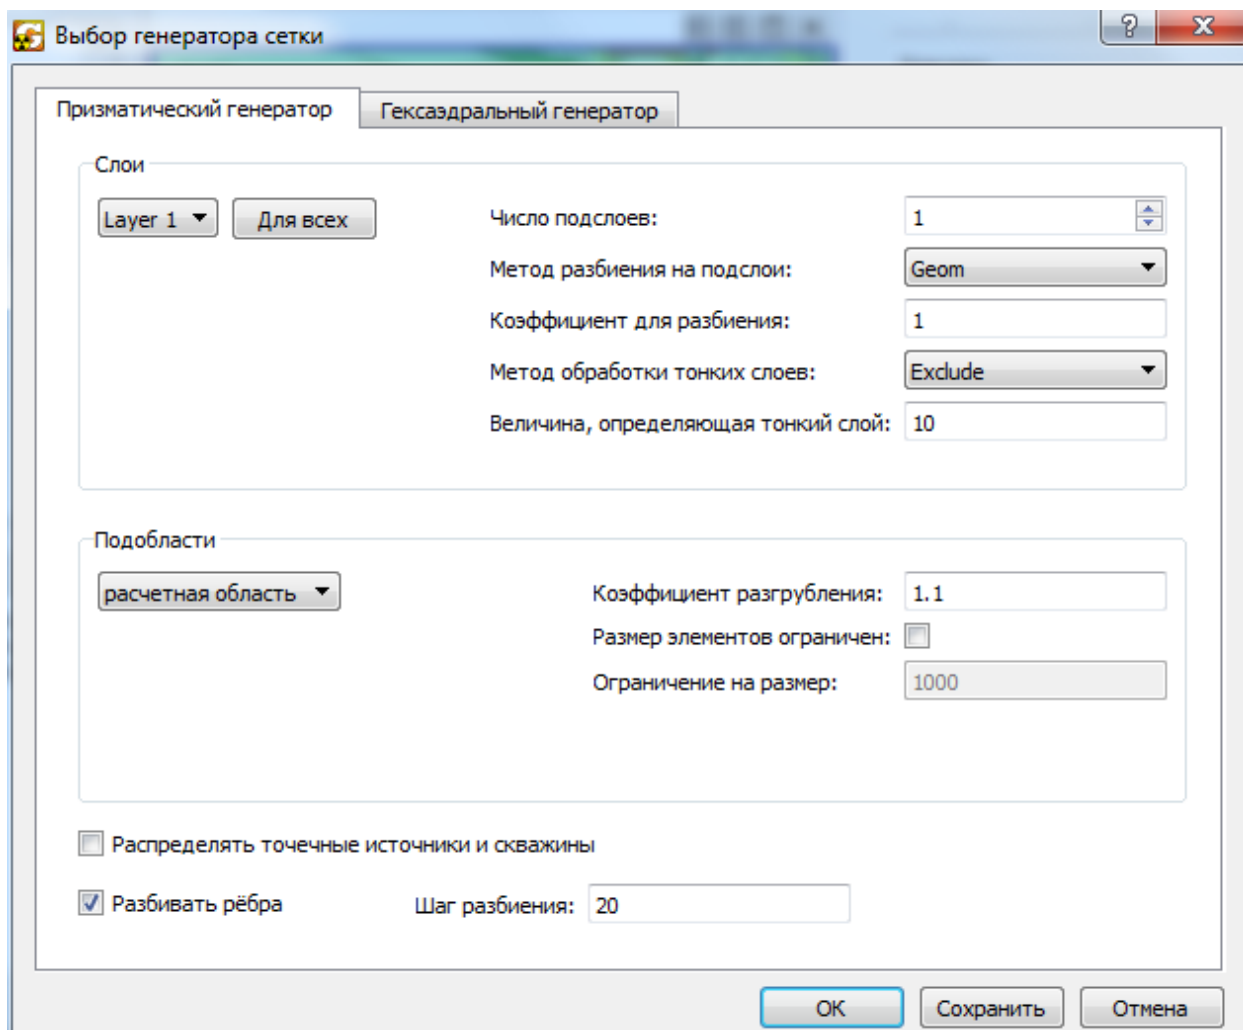 Выбор генератора сетки
Призматический генератор Гексаэдральный генератор
Слои
Layer 1 Для всех Число подслоев: 1
Метод разбиения на подслои: Geom
Коэффициент для разбиения: 1
Метод обработки тонких слоев: Exclude
Величина, определяющая тонкий слой: 10
Подобласти
расчетная область Коэффициент разгрубления: 1.1
Размер элементов ограничен:
Ограничение на размер: 1000
Распределять точечные источники и скважины
Разбивать рёбра Шаг разбиения: 20
OK Сохранить Отмена